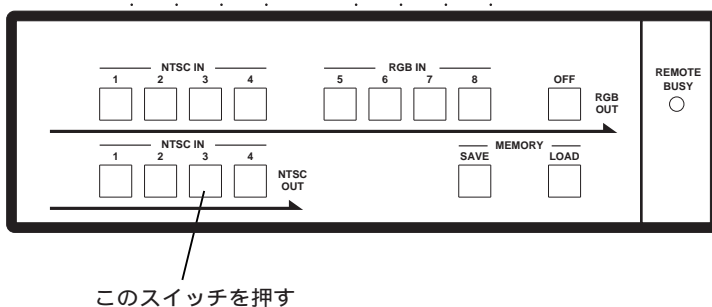 NTSC IN RGB IN
1 2 3 4 5 6 7 8 OFF
REMOTE
BUSY
RGB
OUT
NTSC IN MEMORY
1 2 3 4 SAVE LOAD
NTSC
OUT
このスイッチを押す